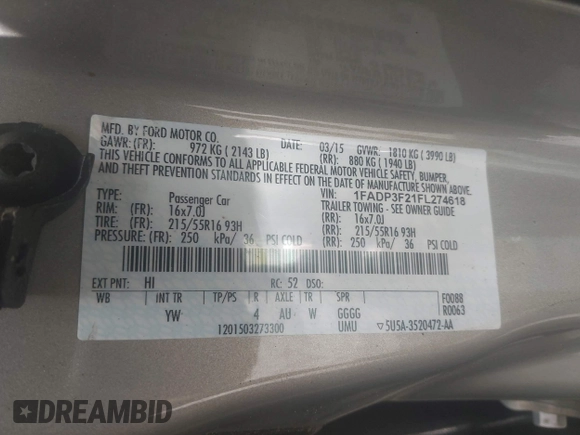 MFD. BY FORD MOTOR CO.
DATE: 03/15 GVWR: 1810 KG ( 3990 LB)
GAWR: (FR): 972 KG ( 2143 LB) (RR): 880 KG ( 1940 LB)
THIS VEHICLE CONFORMS TO ALL APPLICABLE FEDERAL MOTOR VEHICLE SAFETY, BUMPER,
AND THEFT PREVENTION STANDARDS IN EFFECT ON THE DATE OF MANUFACTURE SHOWN ABOVE.
VIN: 1FADP3F21FL274618
TYPE: Passenger Car TRAILER TOWING - SEE OWNER GUIDE
RIM: (FR): 16x7.0J (RR): 16x7.0J
TIRE: (FR): 215/55R16 93H (RR): 215/55R16 93H
PRESSURE: (FR): 250 kPa/ 36 PSI COLD (RR): 250 kPa/ 36 PSI COLD
EXT PNT: HI RC: 52 DSO:
WB INT TR TP/PS R AXLE TR SPR F0088
YW 4 AU W GGGG R0063
1201503273300 UMU ▽5U5A-3520472-AA
DREAMBID